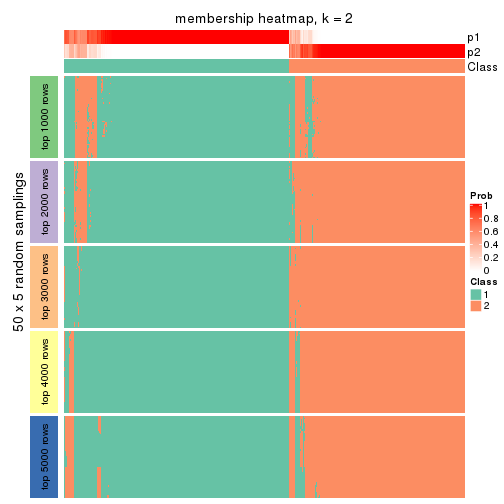 membership heatmap, k = 2
p1
p2
Class
50 x 5 random samplings
top 1000 rows
top 2000 rows
top 3000 rows
top 4000 rows
top 5000 rows
Prob
1
0.8
0.6
0.4
0.2
0
Class
1
2